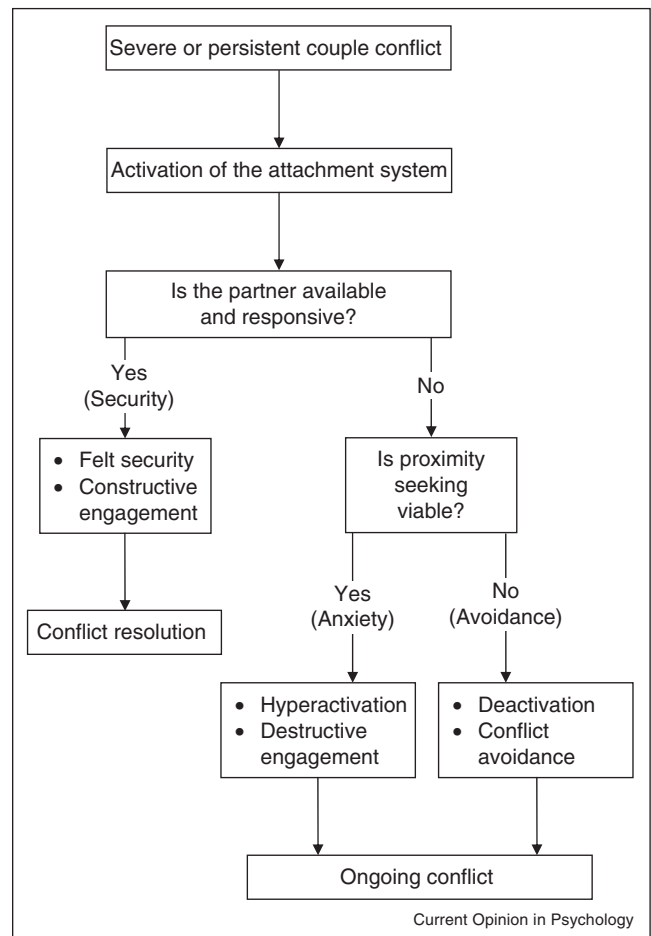 Severe or persistent couple conflict
Activation of the attachment system
Is the partner available
and responsive?
Yes
(Security)
No
• Felt security
• Constructive
engagement
Is proximity
seeking
viable?
Conflict resolution
Yes
(Anxiety)
No
(Avoidance)
• Hyperactivation
• Destructive
engagement
• Deactivation
• Conflict
avoidance
Ongoing conflict
Current Opinion in Psychology